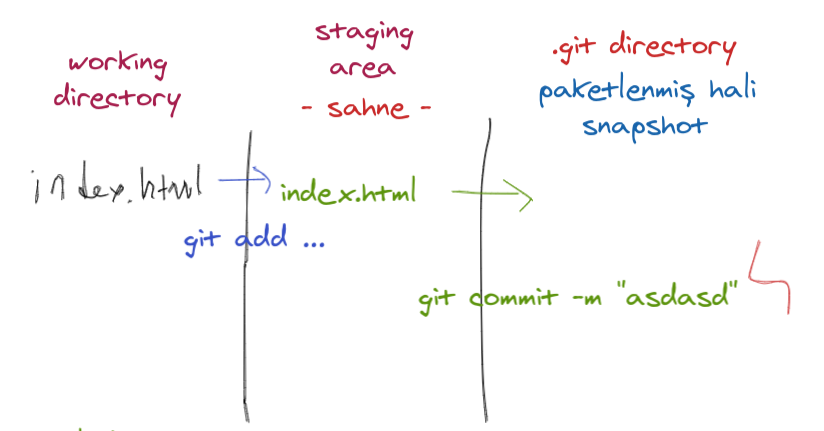 working
directory
staging
area
- sahne -
.git directory
paketlenmiş hali
snapshot
index.html
index.html
git add ...
git commit -m "asdasd"